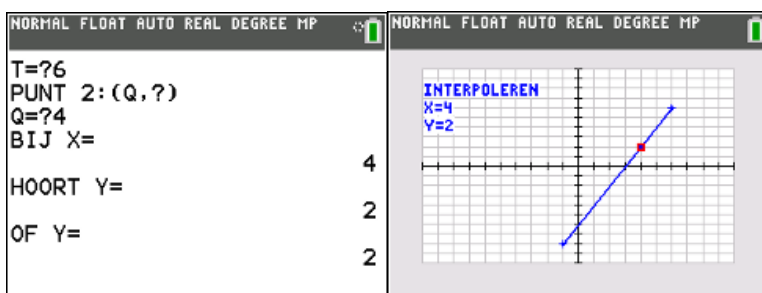 NORMAL FLOAT AUTO REAL DEGREE MP
T=?6
PUNT 2:(Q,?)
Q=?4
BIJ X=
4
HOORT Y=
2
OF Y=
2
NORMAL FLOAT AUTO REAL DEGREE MP
INTERPOLEREN
X=4
Y=2